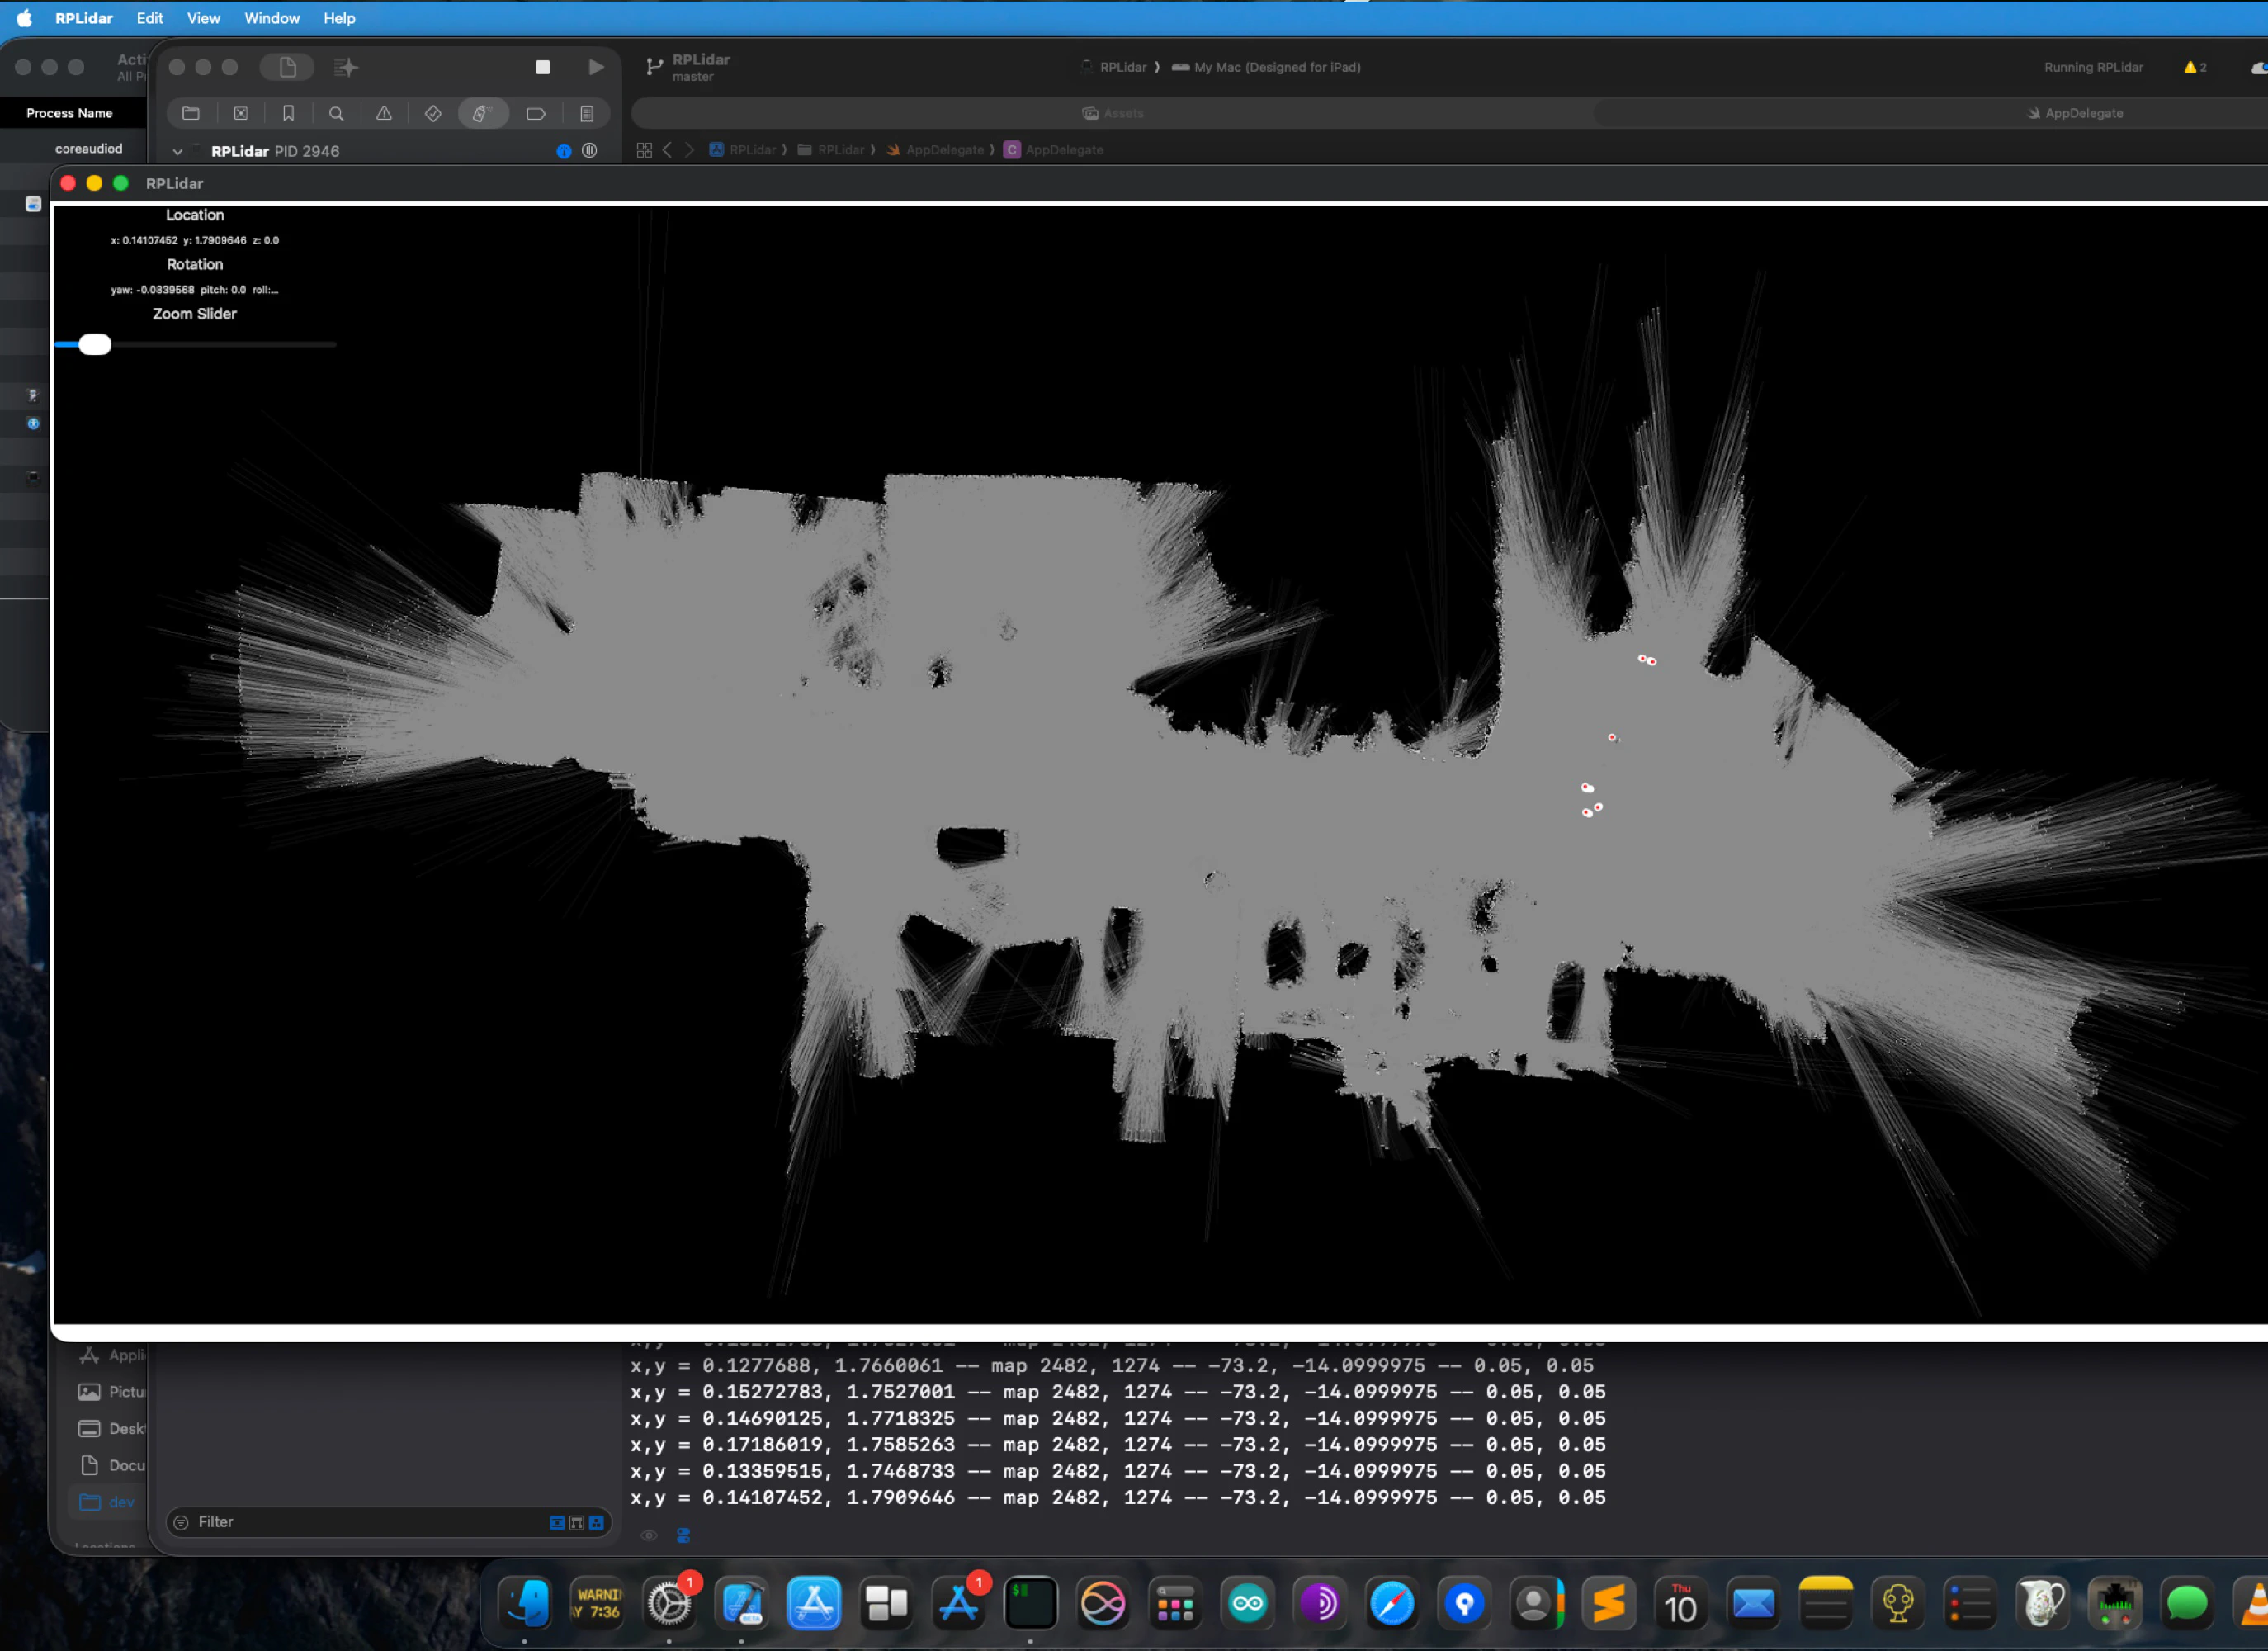 RPLidar Edit View Window Help
Acti
All P
RPLidar
master
RPLidar
My Mac (Designed for iPad)
Running RPLidar
2
Process Name
Assets
AppDelegate
coreaudiod
RPLidar PID 2946
RPLidar
RPLidar
AppDelegate
C AppDelegate
RPLidar
Location
x: 0.14107452 y: 1.7909646 z: 0.0
Rotation
yaw: -0.0839568 pitch: 0.0 roll:...
Zoom Slider
Appli
x,y = 0.1277688, 1.7660061 -- map 2482, 1274 -- -73.2, -14.0999975 -- 0.05, 0.05
Pictu
x,y = 0.15272783, 1.7527001 -- map 2482, 1274 -- -73.2, -14.0999975 -- 0.05, 0.05
x,y = 0.14690125, 1.7718325 -- map 2482, 1274 -- -73.2, -14.0999975 -- 0.05, 0.05
Desk
x,y = 0.17186019, 1.7585263 -- map 2482, 1274 -- -73.2, -14.0999975 -- 0.05, 0.05
Docu
x,y = 0.13359515, 1.7468733 -- map 2482, 1274 -- -73.2, -14.0999975 -- 0.05, 0.05
dev
x,y = 0.14107452, 1.7909646 -- map 2482, 1274 -- -73.2, -14.0999975 -- 0.05, 0.05
Filter
WARNI
AY 7:36
1
BETA
1
$
Thu
10